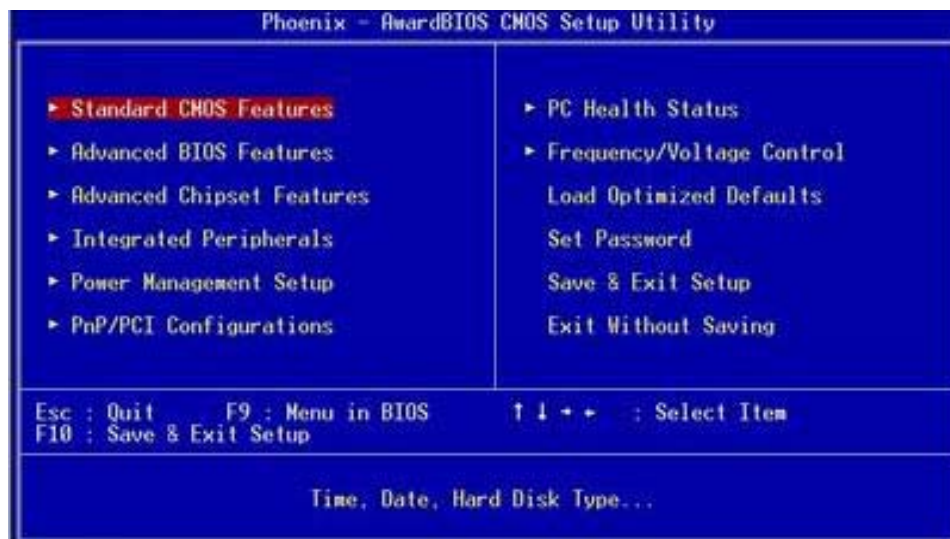 Phoenix - AwardBIOS CMOS Setup Utility
► Standard CMOS Features
► Advanced BIOS Features
► Advanced Chipset Features
► Integrated Peripherals
► Power Management Setup
► PnP/PCI Configurations
► PC Health Status
► Frequency/Voltage Control
Load Optimized Defaults
Set Password
Save & Exit Setup
Exit Without Saving
Esc : Quit F9 : Menu in BIOS ↑ ↓ → ← : Select Item
F10 : Save & Exit Setup
Time, Date, Hard Disk Type...